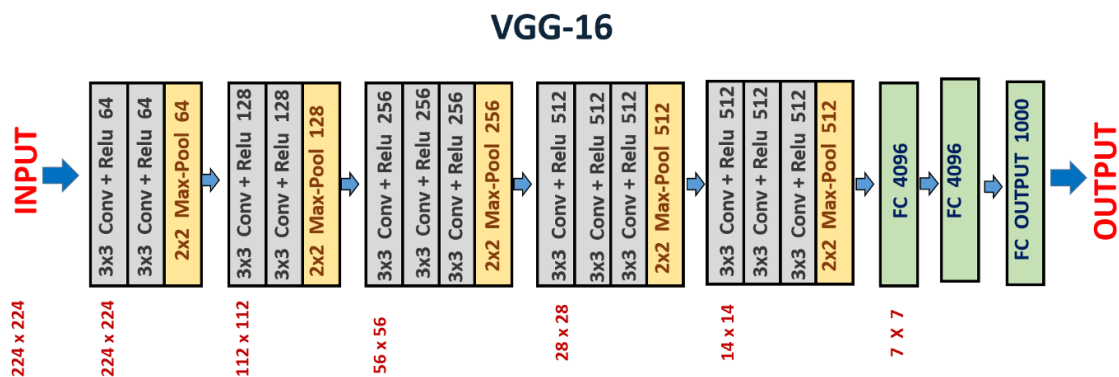 VGG-16
INPUT
3x3 Conv + Relu 64
3x3 Conv + Relu 64
2x2 Max-Pool 64
3x3 Conv + Relu 128
3x3 Conv + Relu 128
2x2 Max-Pool 128
3x3 Conv + Relu 256
3x3 Conv + Relu 256
3x3 Conv + Relu 256
2x2 Max-Pool 256
3x3 Conv + Relu 512
3x3 Conv + Relu 512
3x3 Conv + Relu 512
2x2 Max-Pool 512
3x3 Conv + Relu 512
3x3 Conv + Relu 512
3x3 Conv + Relu 512
2x2 Max-Pool 512
FC 4096
FC 4096
FC OUTPUT 1000
OUTPUT
224 x 224
224 x 224
112 x 112
56 x 56
28 x 28
14 x 14
7 X 7